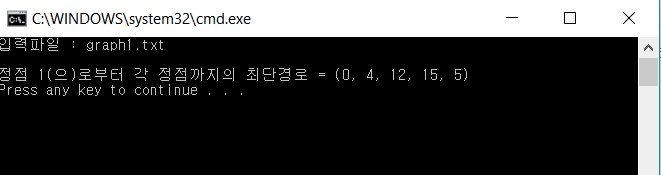 C:\WINDOWS\system32\cmd.exe
입력파일 : graph1.txt
정점 1(으)로부터 각 정점까지의 최단경로 = (0, 4, 12, 15, 5)
Press any key to continue . . .